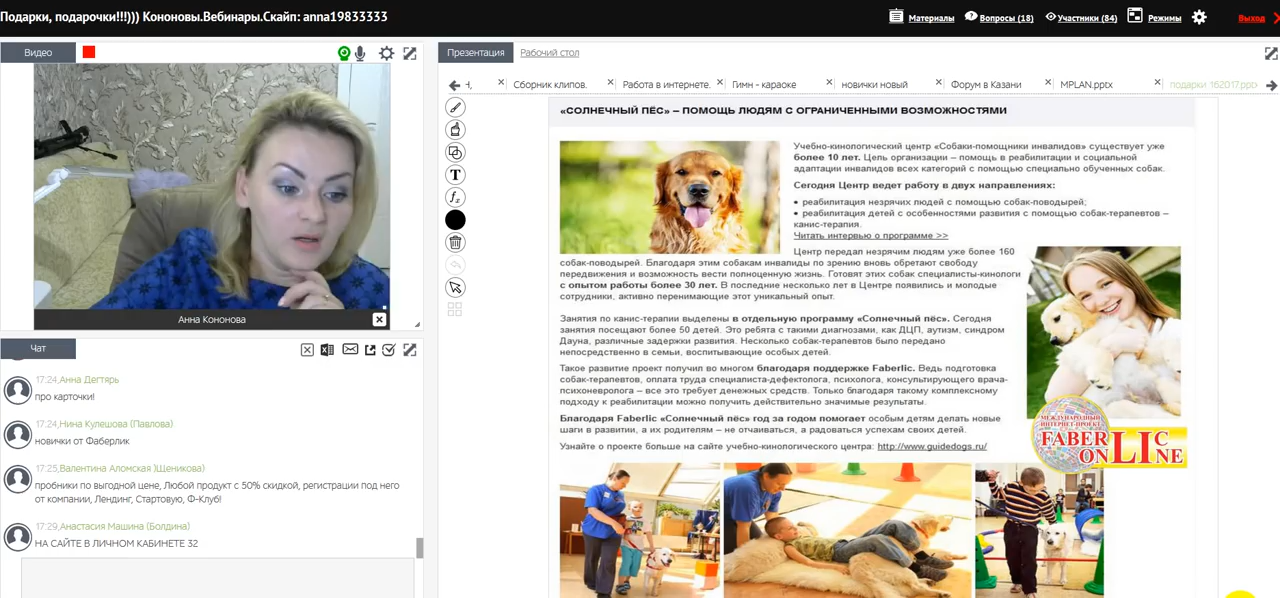 Подарки, подарочки!!!))) Кононовы.Вебинары.Скайп: anna19833333
Материалы
Вопросы (18)
Участники (84)
Режимы
Выход
Видео
Анна Кононова
Чат
17:24,Анна Дегтярь
про карточки!
17:24,Нина Кулешова (Павлова)
новички от Фаберлик
17:25,Валентина Аломская )Щеникова)
пробники по выгодной цене, Любой продукт с 50% скидкой, регистрации под него
от компании, Лендинг, Стартовую, Ф-Клуб!
17:29,Анастасия Машина (Болдина)
НА САЙТЕ В ЛИЧНОМ КАБИНЕТЕ 32
Презентация
Рабочий стол
Сборник клипов.
Работа в интернете.
Гимн - караоке
новички новый
Форум в Казани
MPLAN.pptx
подарки 162017.pptx
«СОЛНЕЧНЫЙ ПЁС» – ПОМОЩЬ ЛЮДЯМ С ОГРАНИЧЕННЫМИ ВОЗМОЖНОСТЯМИ
Учебно-кинологический центр «Собаки-помощники инвалидов» существует уже
более 10 лет. Цель организации – помощь в реабилитации и социальной
адаптации инвалидов всех категорий с помощью специально обученных собак.
Сегодня Центр ведет работу в двух направлениях:
• реабилитация незрячих людей с помощью собак-поводырей;
• реабилитация детей с особенностями развития с помощью собак-терапевтов –
канис-терапия.
Читать интервью о программе >>
Центр передал незрячим людям уже более 160
собак-поводырей. Благодаря этим собакам инвалиды по зрению вновь обретают свободу
передвижения и возможность вести полноценную жизнь. Готовят этих собак специалисты-кинологи
с опытом работы более 30 лет. В последние несколько лет в Центре появились и молодые
сотрудники, активно перенимающие этот уникальный опыт.
Занятия по канис-терапии выделены в отдельную программу «Солнечный пёс». Сегодня
занятия посещают более 50 детей. Это ребята с такими диагнозами, как ДЦП, аутизм, синдром
Дауна, различные задержки развития. Несколько собак-терапевтов было передано
непосредственно в семьи, воспитывающие особых детей.
Такое развитие проект получил во многом благодаря поддержке Faberlic. Ведь подготовка
собак-терапевтов, оплата труда специалиста-дефектолога, психолога, консультирующего врача-
психоневролога – все это требует денежных средств. Только благодаря такому комплексному
подходу к реабилитации можно получить действительно значимые результаты.
Благодаря Faberlic «Солнечный пёс» год за годом помогает особым детям делать новые
шаги в развитии, а их родителям – не отчаиваться, а радоваться успехам своих детей.
Узнайте о проекте больше на сайте учебно-кинологического центра: http://www.guidedogs.ru/
МЕЖДУНАРОДНЫЙ
ИНТЕРНЕТ-ПРОЕКТ
FABERLIC
ONLINE